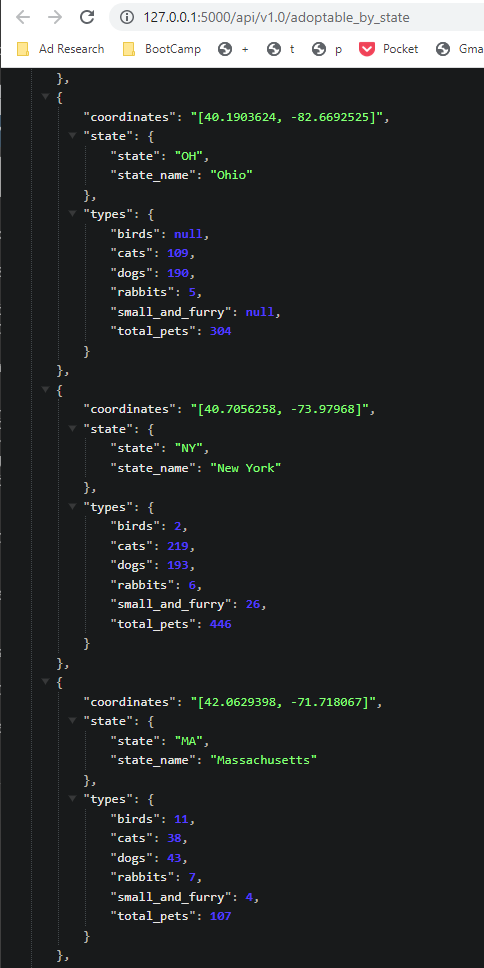 127.0.0.1:5000/api/v1.0/adoptable_by_state
Ad Research BootCamp + t p Pocket Gma
},
{
"coordinates": "[40.1903624, -82.6692525]",
"state": {
"state": "OH",
"state_name": "Ohio"
},
"types": {
"birds": null,
"cats": 109,
"dogs": 190,
"rabbits": 5,
"small_and_furry": null,
"total_pets": 304
}
},
{
"coordinates": "[40.7056258, -73.97968]",
"state": {
"state": "NY",
"state_name": "New York"
},
"types": {
"birds": 2,
"cats": 219,
"dogs": 193,
"rabbits": 6,
"small_and_furry": 26,
"total_pets": 446
}
},
{
"coordinates": "[42.0629398, -71.718067]",
"state": {
"state": "MA",
"state_name": "Massachusetts"
},
"types": {
"birds": 11,
"cats": 38,
"dogs": 43,
"rabbits": 7,
"small_and_furry": 4,
"total_pets": 107
}
},